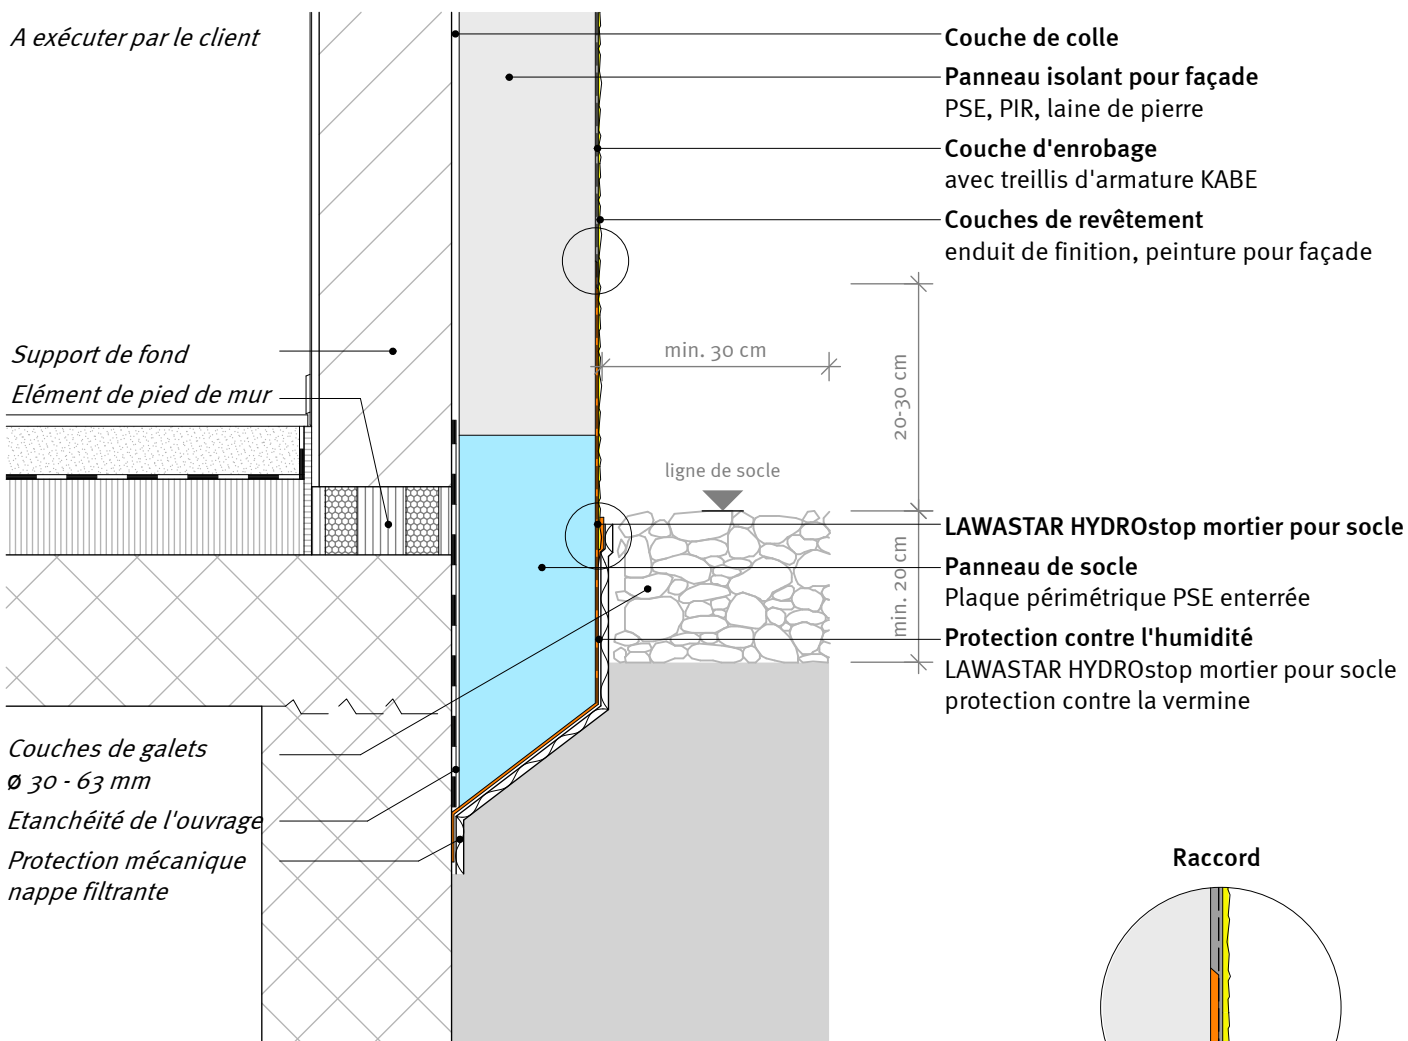 A exécuter par le client
Couche de colle
Panneau isolant pour façade
PSE, PIR, laine de pierre
Couche d'enrobage
avec treillis d'armature KABE
Couches de revêtement
enduit de finition, peinture pour façade
Support de fond
Elément de pied de mur
min. 30 cm
20-30 cm
ligne de socle
min. 20 cm
LAWASTAR HYDROstop mortier pour socle
Panneau de socle
Plaque périmétrique PSE enterrée
Protection contre l'humidité
LAWASTAR HYDROstop mortier pour socle
protection contre la vermine
Couches de galets
ø 30 - 63 mm
Etanchéité de l'ouvrage
Protection mécanique
nappe filtrante
Raccord